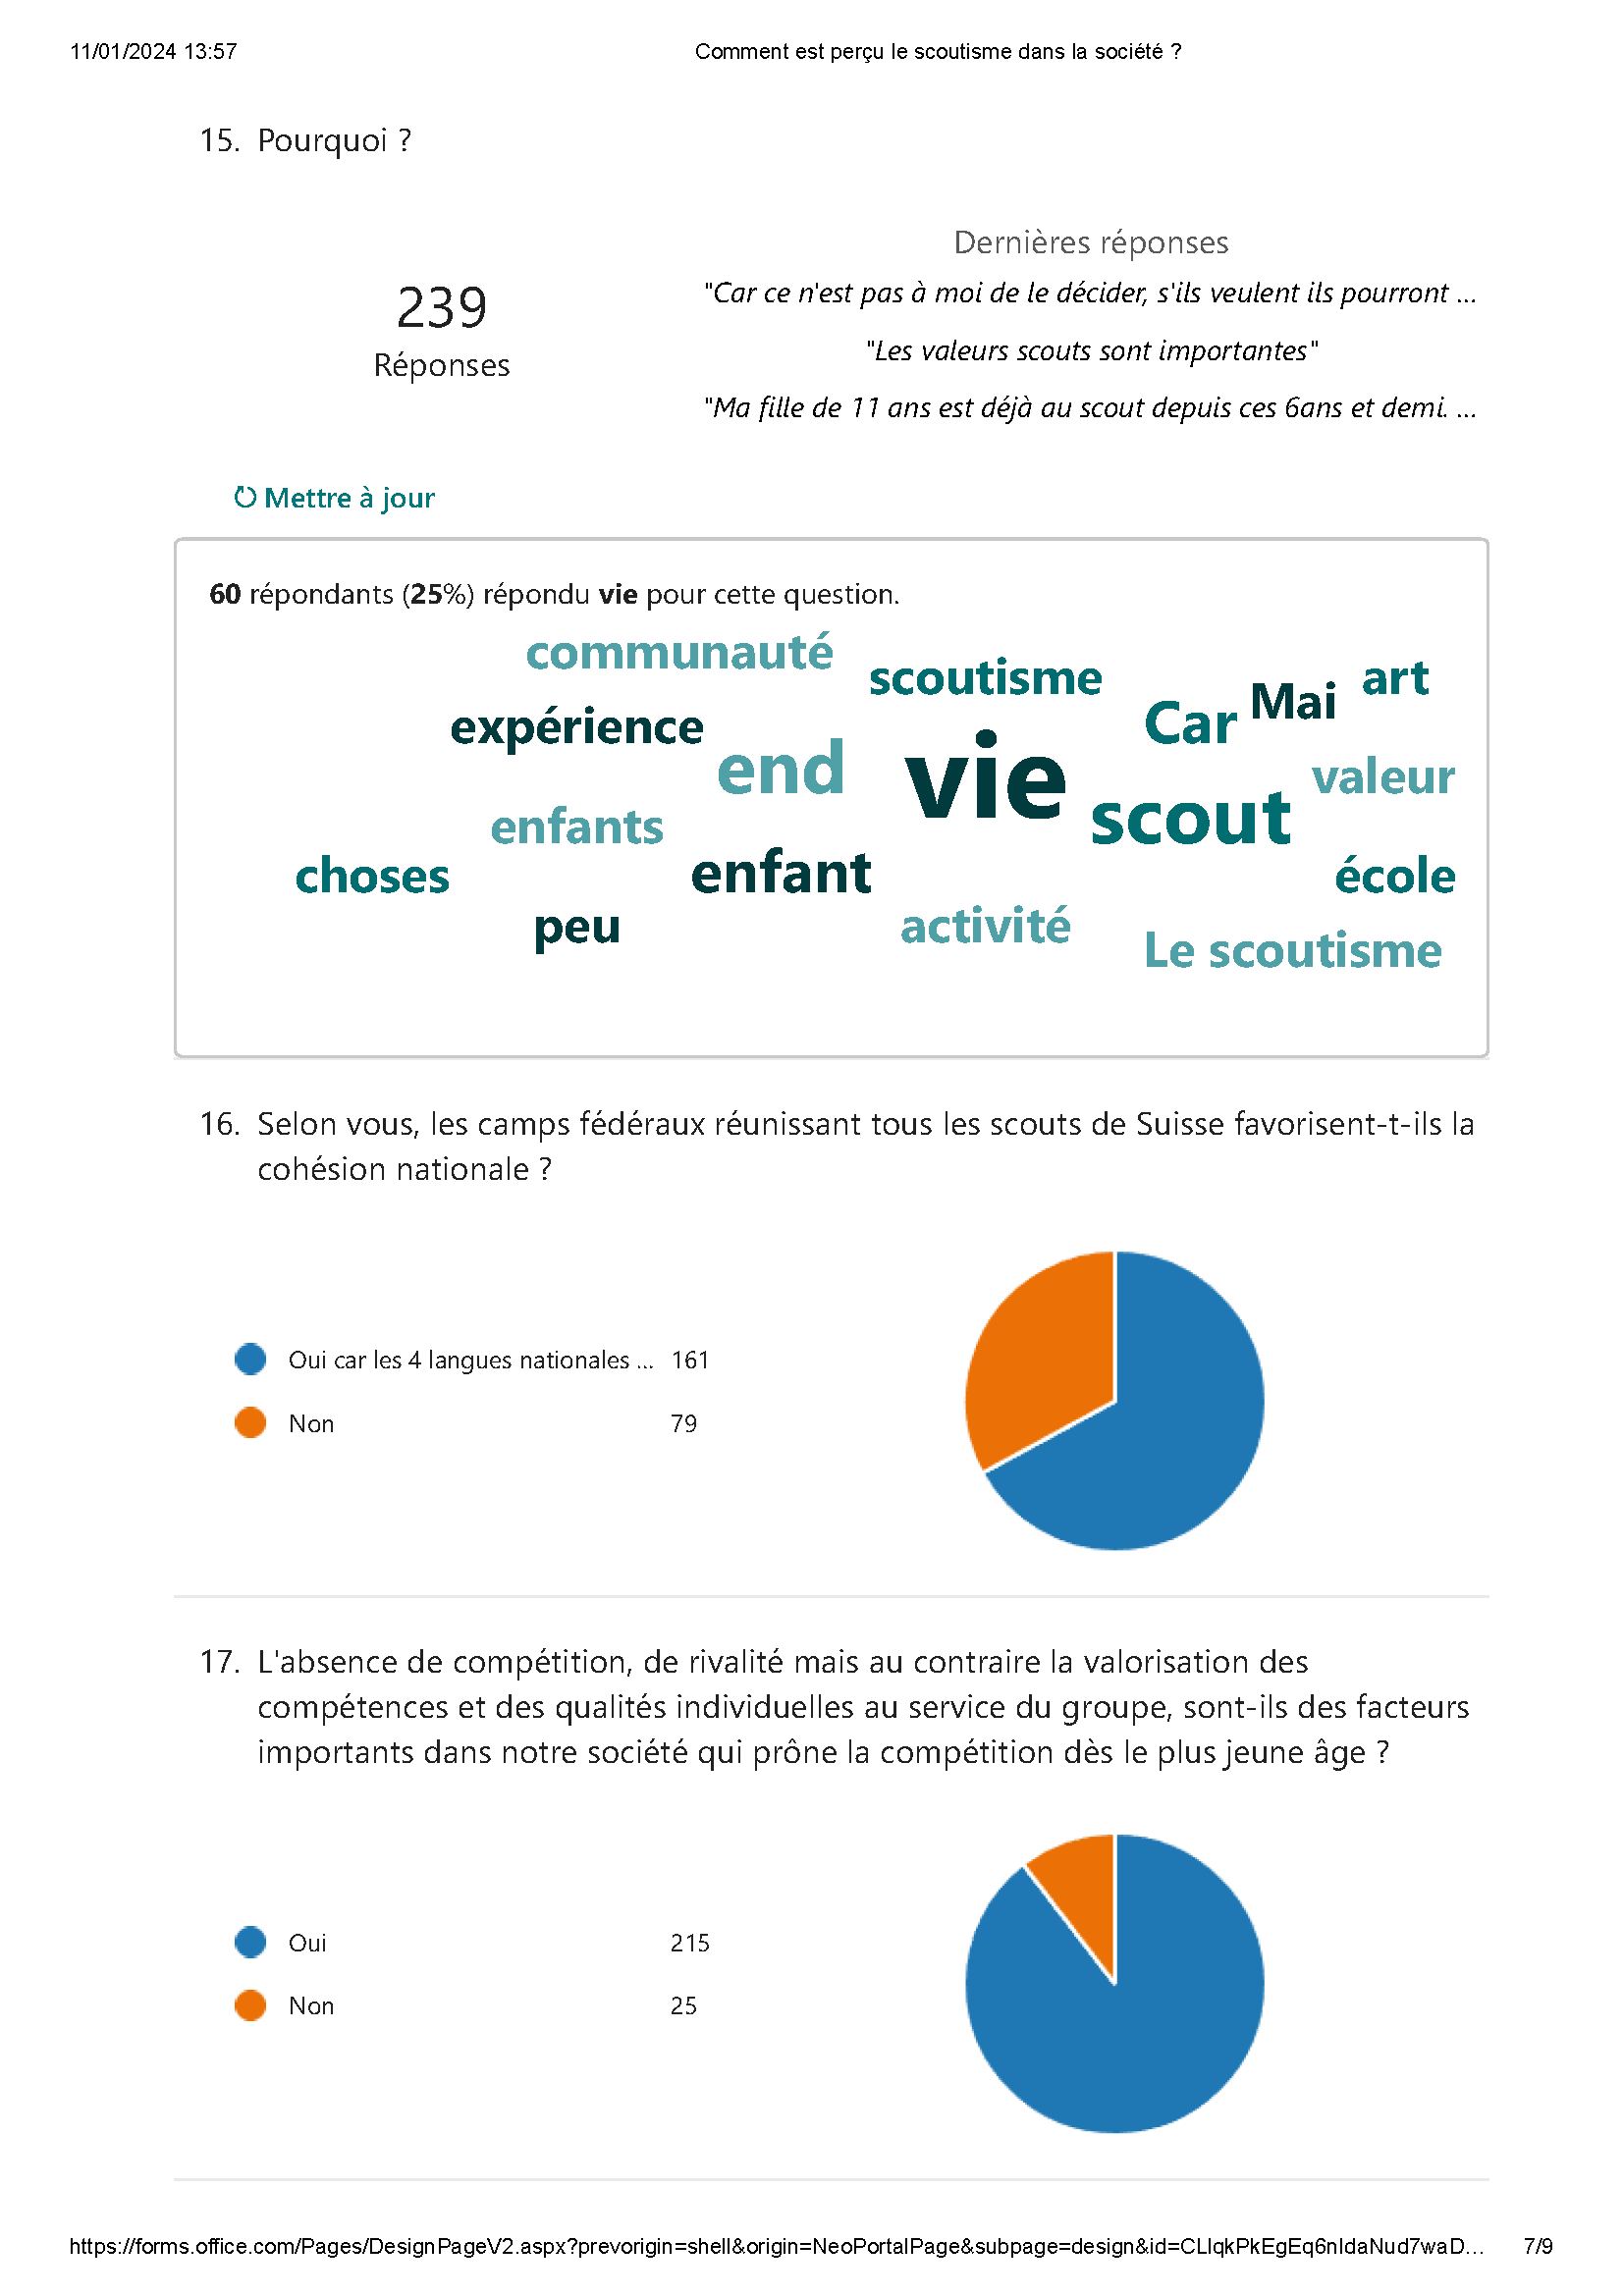 11/01/2024 13:57
Comment est perçu le scoutisme dans la société ?
15. Pourquoi ?
Dernières réponses
239
Réponses
"Car ce n'est pas à moi de le décider, s'ils veulent ils pourront ...
"Les valeurs scouts sont importantes"
"Ma fille de 11 ans est déjà au scout depuis ces 6ans et demi. ...
Mettre à jour
60 répondants (25%) répondu vie pour cette question.
communauté
scoutisme
art
Mai
Car
expérience
end
vie
valeur
scout
enfants
enfant
choses
école
peu
activité
Le scoutisme
16. Selon vous, les camps fédéraux réunissant tous les scouts de Suisse favorisent-t-ils la
cohésion nationale ?
Oui car les 4 langues nationales ... 161
Non 79
17. L'absence de compétition, de rivalité mais au contraire la valorisation des
compétences et des qualités individuelles au service du groupe, sont-ils des facteurs
importants dans notre société qui prône la compétition dès le plus jeune âge ?
Oui 215
Non 25
https://forms.office.com/Pages/DesignPageV2.aspx?prevorigin=shell&origin=NeoPortalPage&subpage=design&id=CLIqkPkEgEq6nIdaNud7waD... 7/9